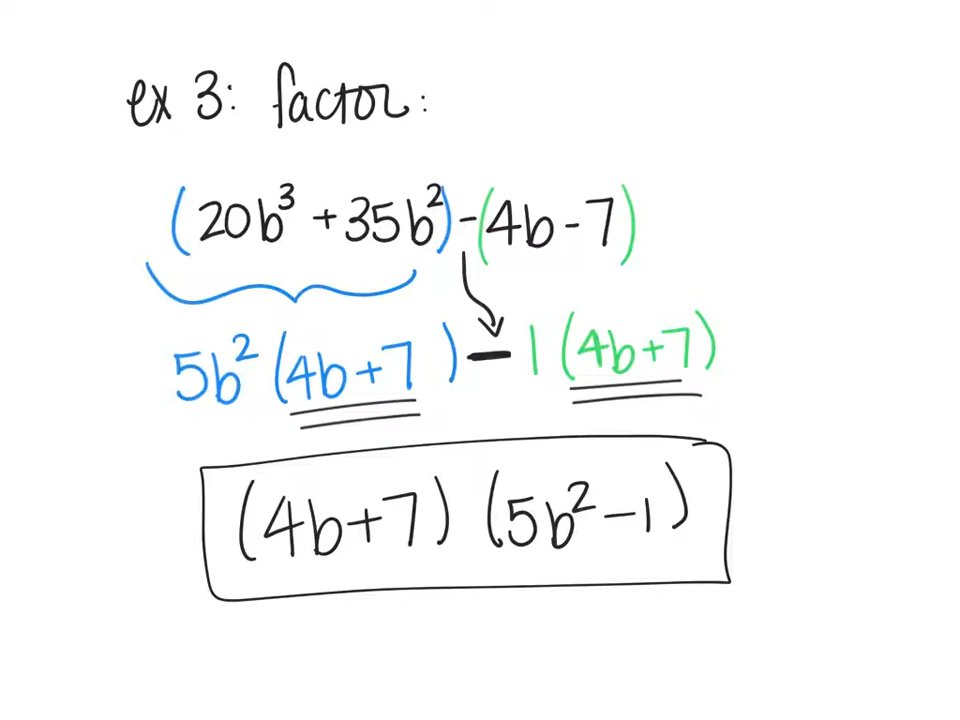 ex 3: factor:
(20b³ + 35b²) - (4b - 7)
5b² (4b + 7) - 1 (4b + 7)
(4b + 7) (5b² - 1)